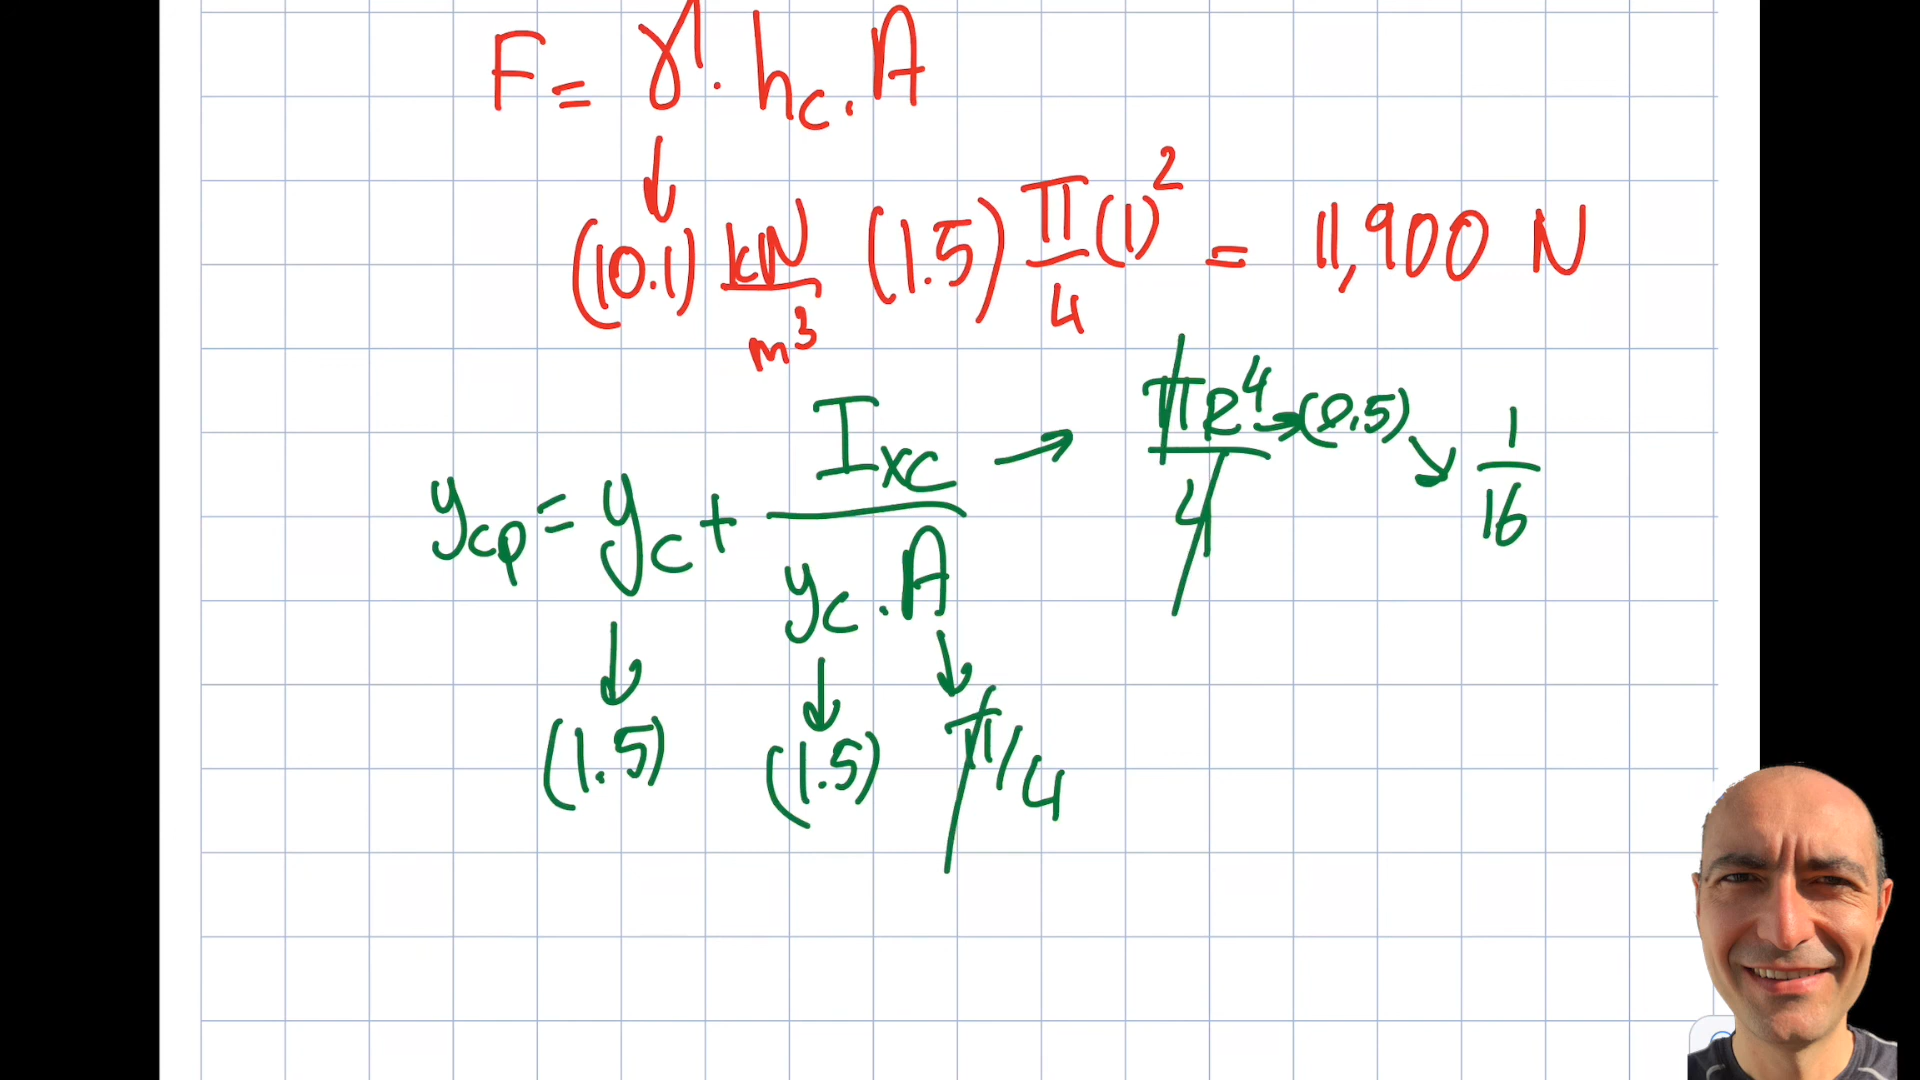 F = γ . hc . A
↓
(10.1) kN/m³ (1.5) π/4 (1)² = 11,900 N
ycp = yc + Ixc / yc . A → πR⁴/4 → (0.5) ↘ 1/16
↓ ↓ ↘
(1.5) (1.5) π/4